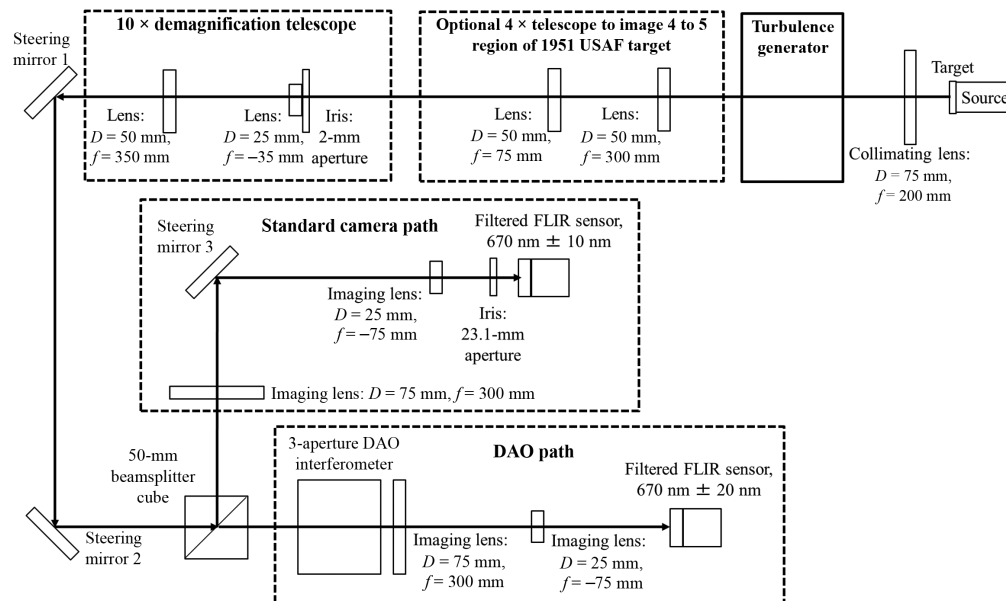 10 × demagnification telescope
Optional 4 × telescope to image 4 to 5
region of 1951 USAF target
Turbulence
generator
Steering
mirror 1
Target
Source
Lens:
D = 50 mm,
f = 350 mm
Lens:
D = 25 mm,
f = −35 mm
Iris:
2-mm
aperture
Lens:
D = 50 mm,
f = 75 mm
Lens:
D = 50 mm,
f = 300 mm
Collimating lens:
D = 75 mm,
f = 200 mm
Steering
mirror 3
Standard camera path
Filtered FLIR sensor,
670 nm ± 10 nm
Imaging lens:
D = 25 mm,
f = −75 mm
Iris:
23.1-mm
aperture
Imaging lens: D = 75 mm, f = 300 mm
50-mm
beamsplitter
cube
3-aperture DAO
interferometer
DAO path
Filtered FLIR sensor,
670 nm ± 20 nm
Steering
mirror 2
Imaging lens:
D = 75 mm,
f = 300 mm
Imaging lens:
D = 25 mm,
f = −75 mm